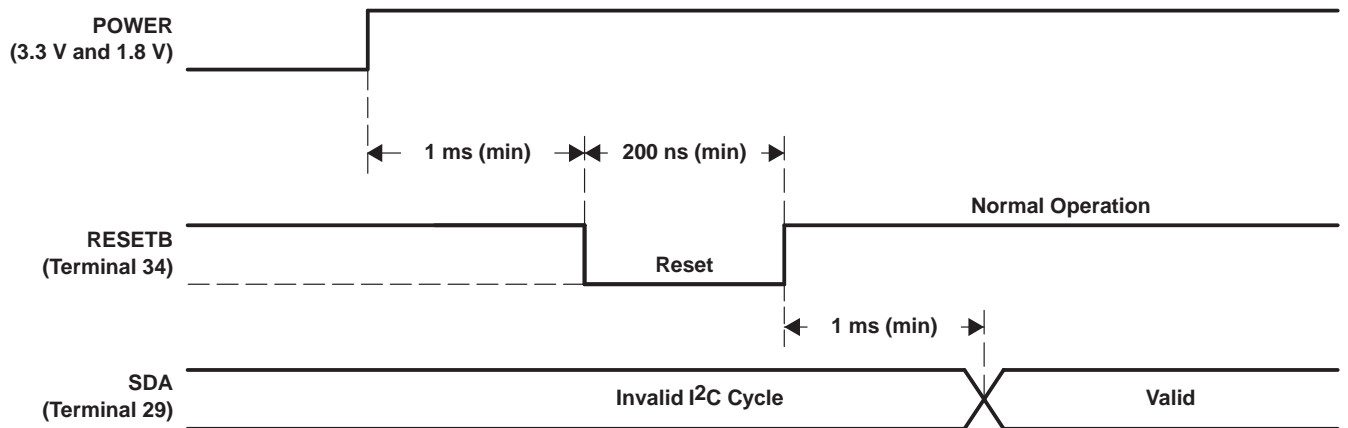 POWER
(3.3 V and 1.8 V)
1 ms (min)
200 ns (min)
Normal Operation
RESETB
(Terminal 34)
Reset
1 ms (min)
SDA
(Terminal 29)
Invalid I2C Cycle
Valid